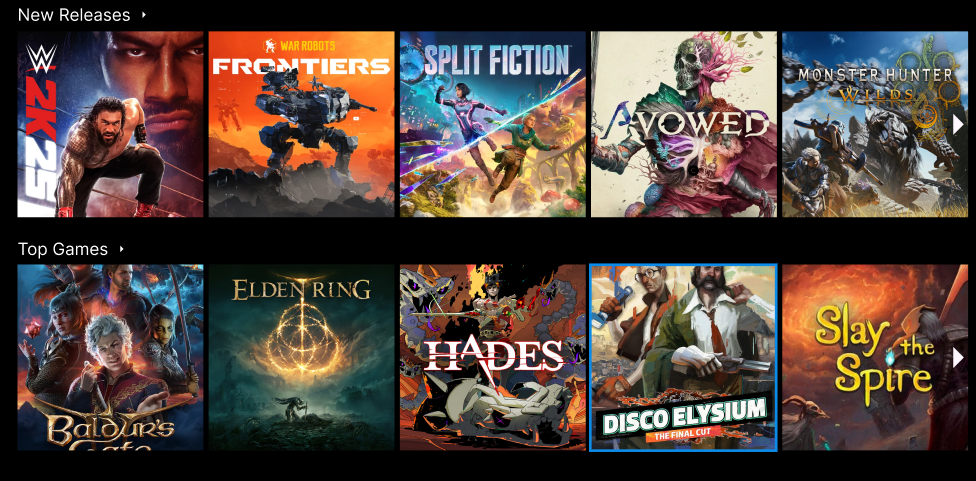 New Releases
W
2K25
WAR ROBOTS
FRONTIERS
SPLIT FICTION
AVOWED
MONSTER HUNTER
WILDS
Top Games
BALDUR'S
GATE
ELDEN RING
HADES
DISCO ELYSIUM
THE FINAL CUT
Slay
the
Spire